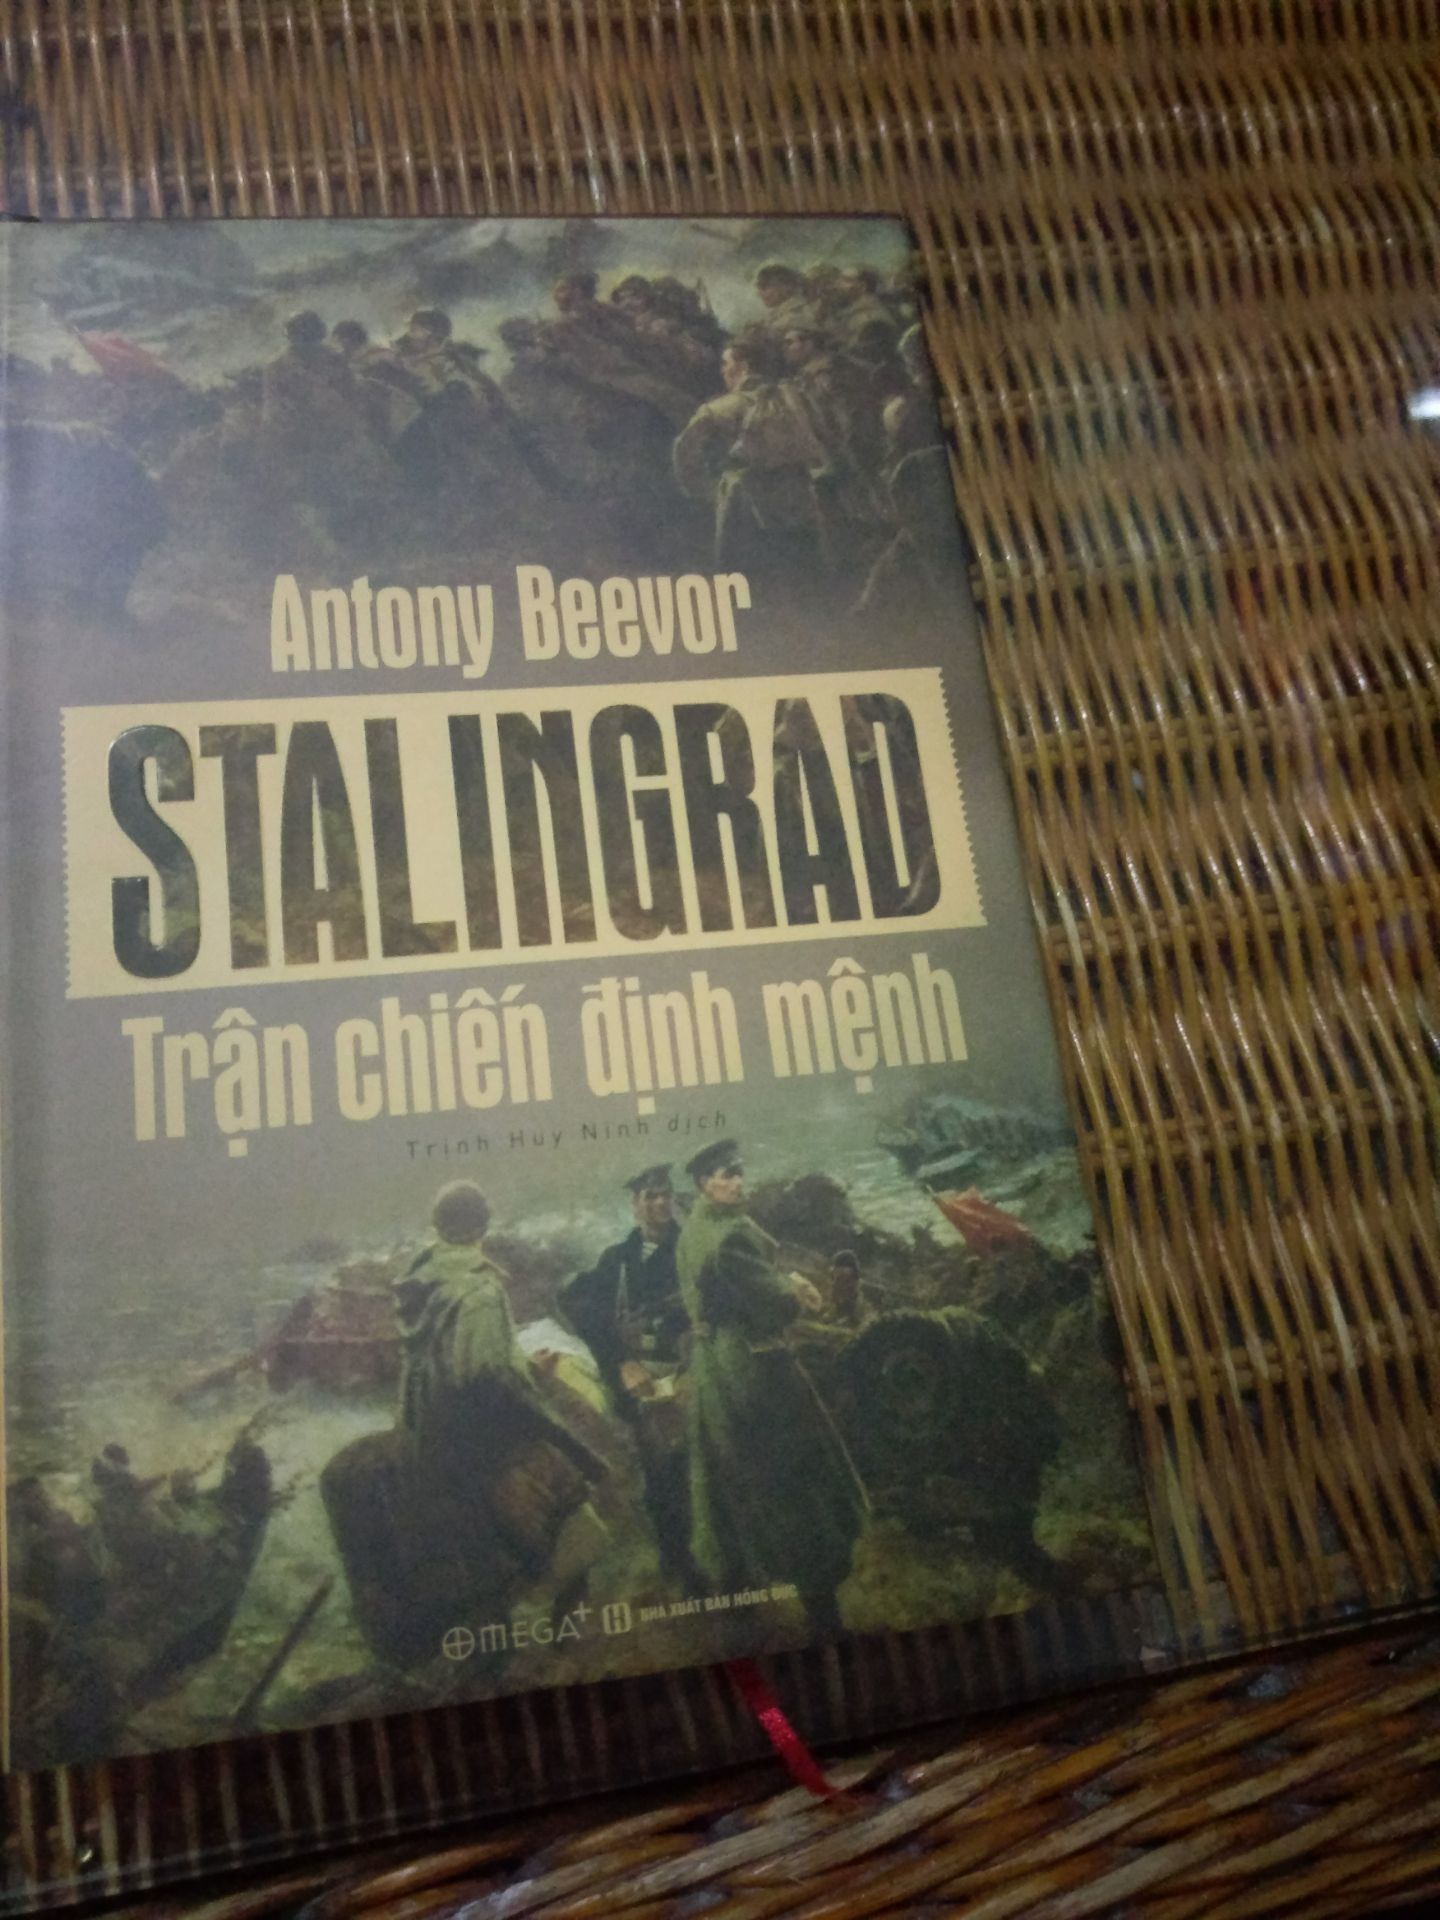 Antony Beevor
STALINGRAD
Trận chiến định mệnh
Trịnh Huy Ninh dịch
OMEGA+ H NHÀ XUẤT BẢN HỒNG ĐỨC